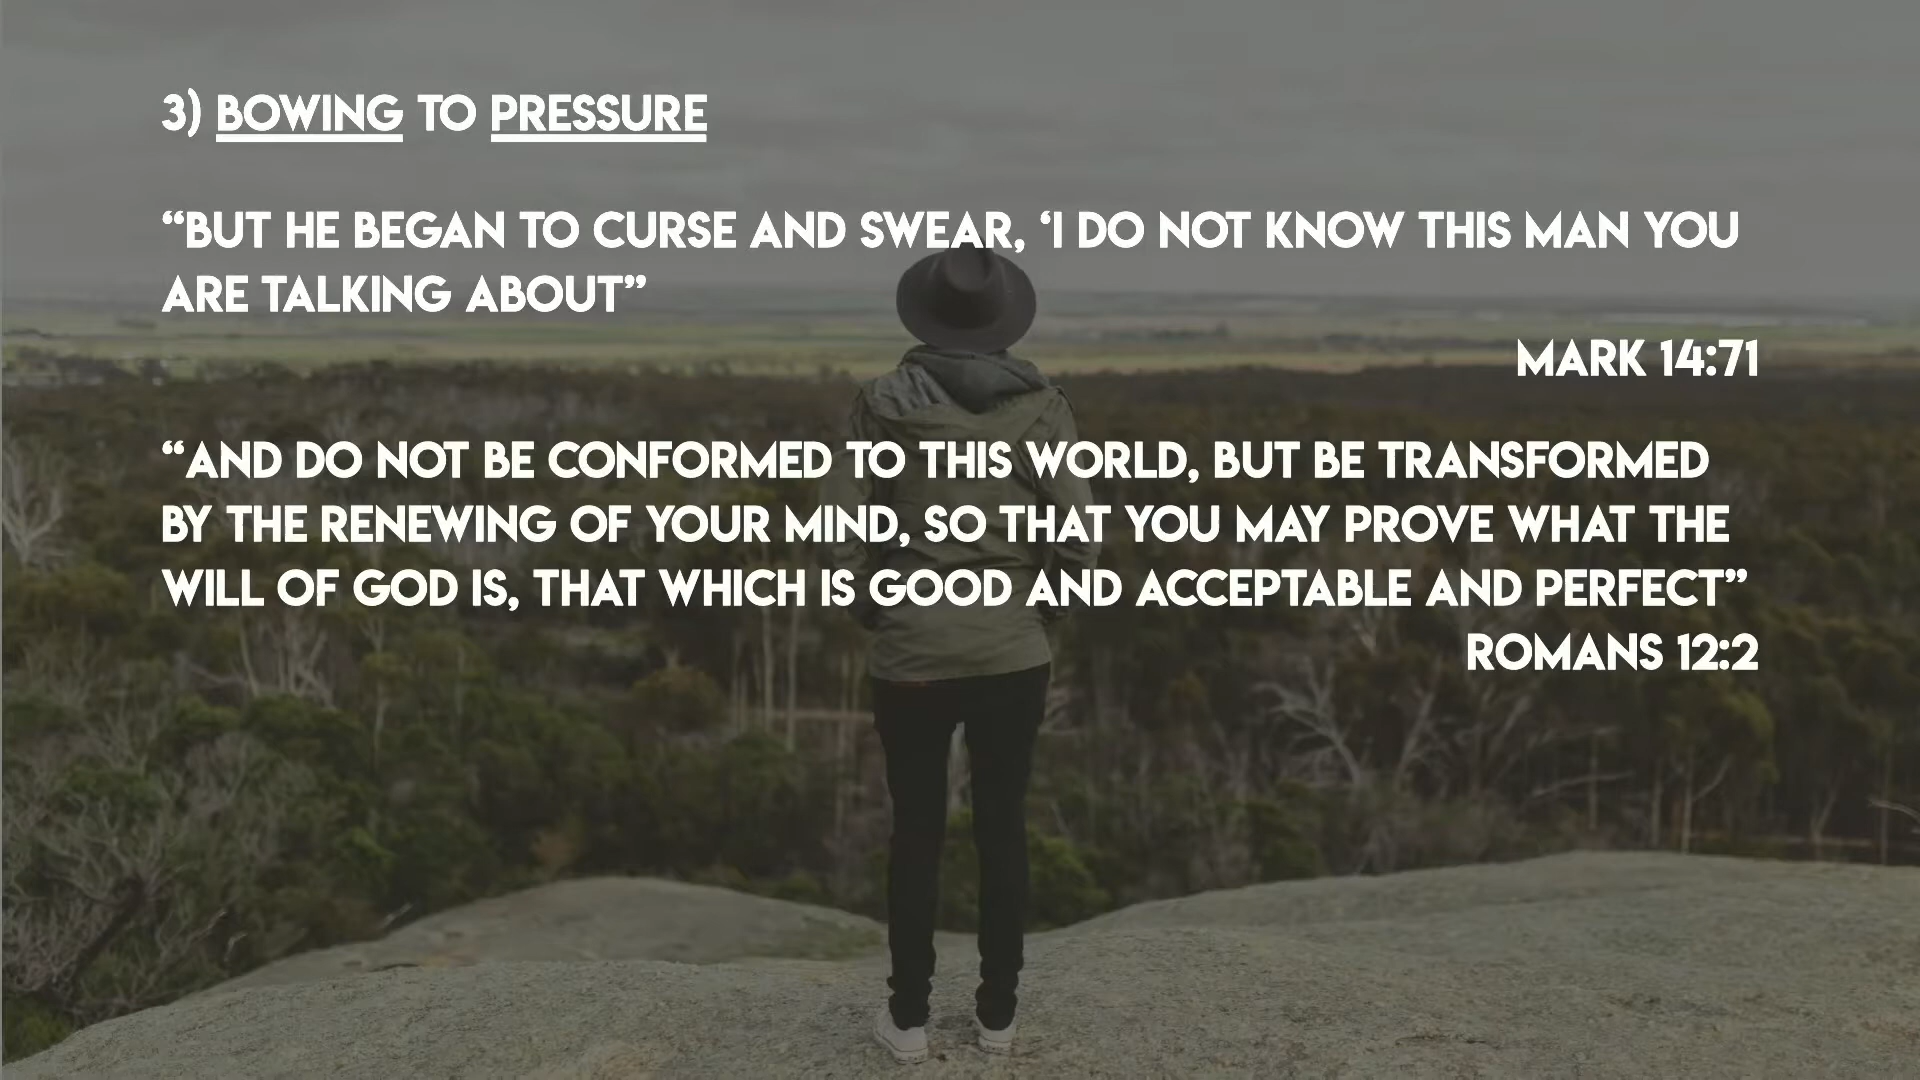 3) BOWING TO PRESSURE
“BUT HE BEGAN TO CURSE AND SWEAR, ‘I DO NOT KNOW THIS MAN YOU
ARE TALKING ABOUT”
MARK 14:71
“AND DO NOT BE CONFORMED TO THIS WORLD, BUT BE TRANSFORMED
BY THE RENEWING OF YOUR MIND, SO THAT YOU MAY PROVE WHAT THE
WILL OF GOD IS, THAT WHICH IS GOOD AND ACCEPTABLE AND PERFECT”
ROMANS 12:2